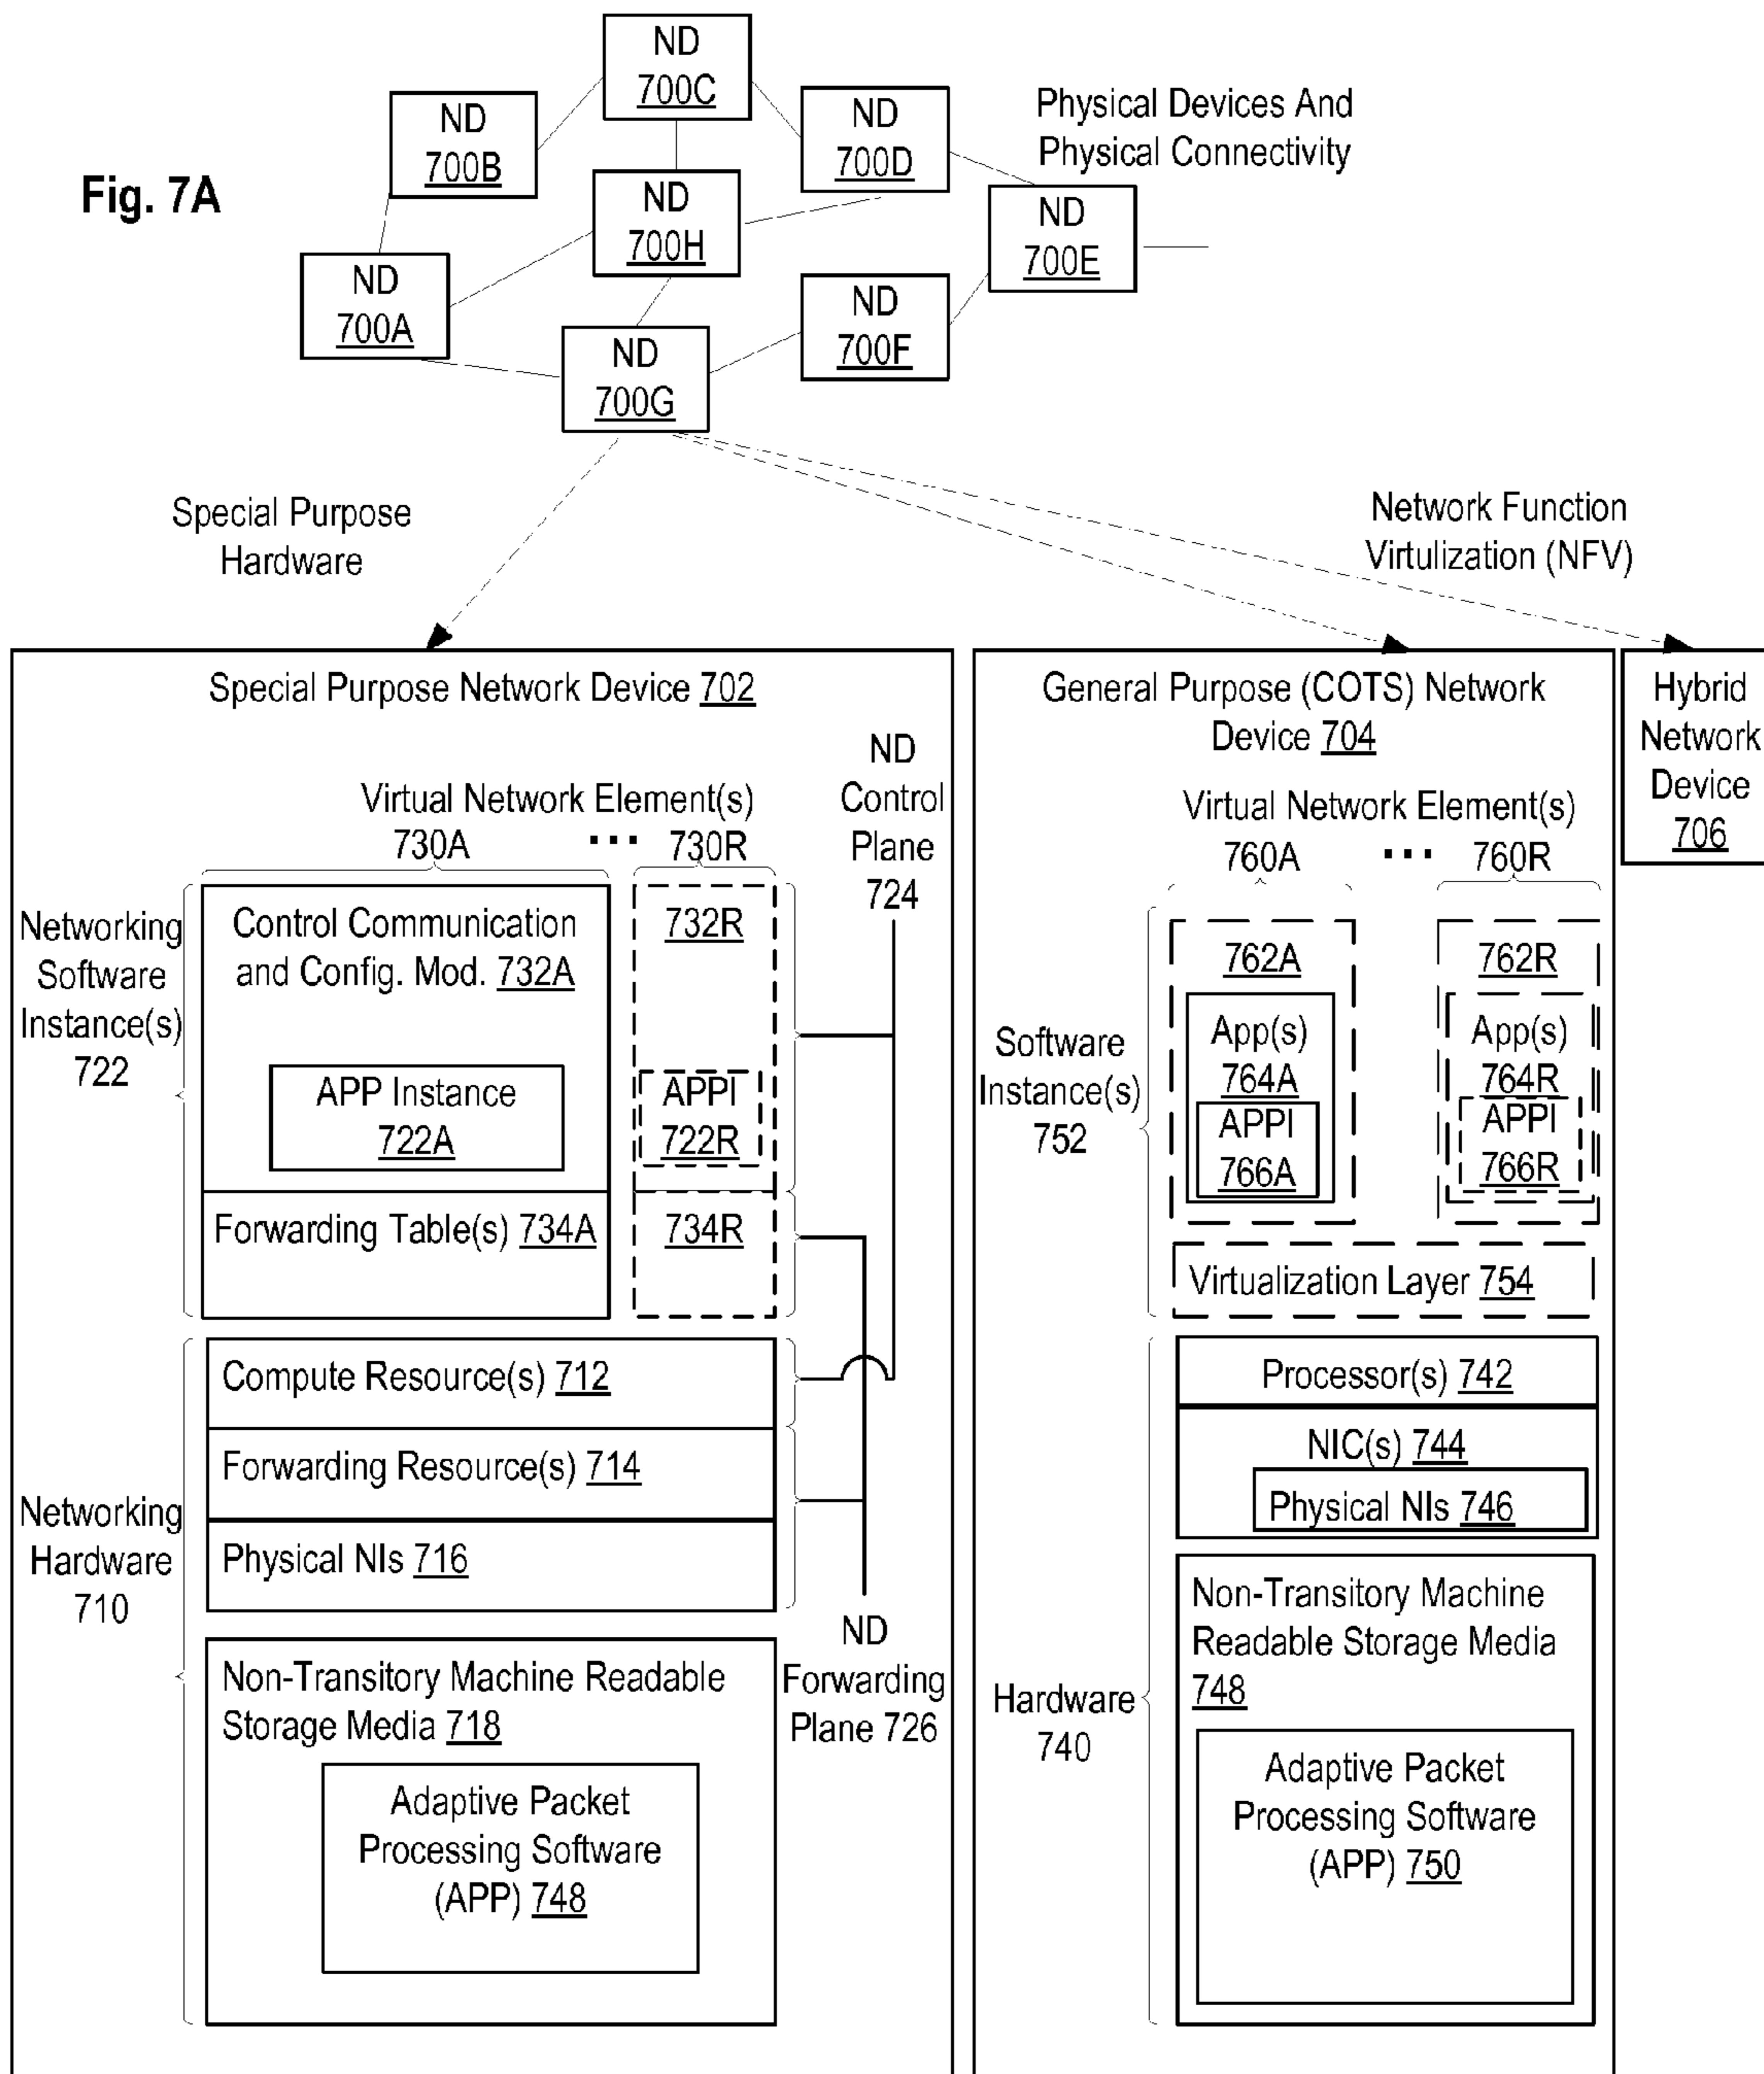 ND
700C
ND
700B
ND
700D
Physical Devices And
Physical Connectivity
Fig. 7A
ND
700H
ND
700E
ND
700A
ND
700F
ND
700G
Special Purpose
Hardware
Network Function
Virtulization (NFV)
Special Purpose Network Device 702
ND
Control
Plane
724
Virtual Network Element(s)
730A ... 730R
Networking
Software
Instance(s)
722
Control Communication
and Config. Mod. 732A
732R
APP Instance
722A
APPI
722R
Forwarding Table(s) 734A
734R
Networking
Hardware
710
Compute Resource(s) 712
Forwarding Resource(s) 714
Physical NIs 716
ND
Forwarding
Plane 726
Non-Transitory Machine Readable
Storage Media 718
Adaptive Packet
Processing Software
(APP) 748
General Purpose (COTS) Network
Device 704
Virtual Network Element(s)
760A ... 760R
Software
Instance(s)
752
762A
App(s)
764A
APPI
766A
762R
App(s)
764R
APPI
766R
Virtualization Layer 754
Hardware
740
Processor(s) 742
NIC(s) 744
Physical NIs 746
Non-Transitory Machine
Readable Storage Media
748
Adaptive Packet
Processing Software
(APP) 750
Hybrid
Network
Device
706